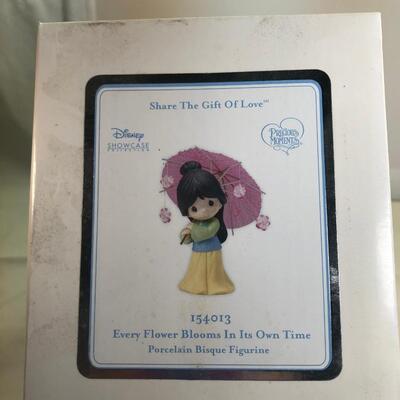 Share The Gift Of Love™
Disney
SHOWCASE
COLLECTION
Precious
Moments
154013
Every Flower Blooms In Its Own Time
Porcelain Bisque Figurine